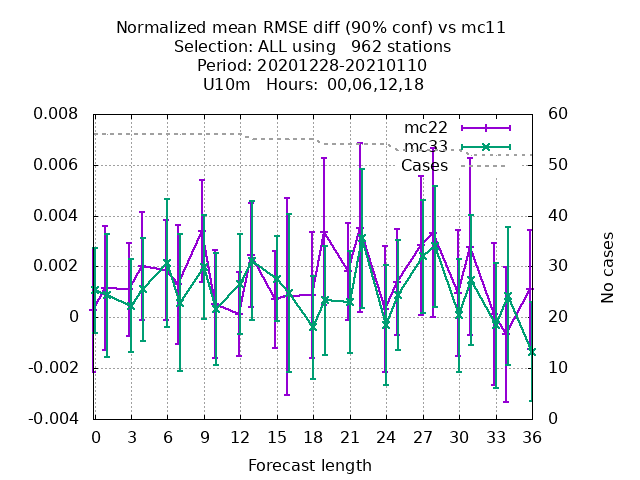 Normalized mean RMSE diff (90% conf) vs mc11
Selection: ALL using   962 stations
Period: 20201228-20210110
U10m   Hours:  00,06,12,18
0.008
0.006
0.004
0.002
0
-0.002
-0.004
60
50
40
30
20
10
0
mc22
mc33
Cases
No cases
0 3 6 9 12 15 18 21 24 27 30 33 36
Forecast length